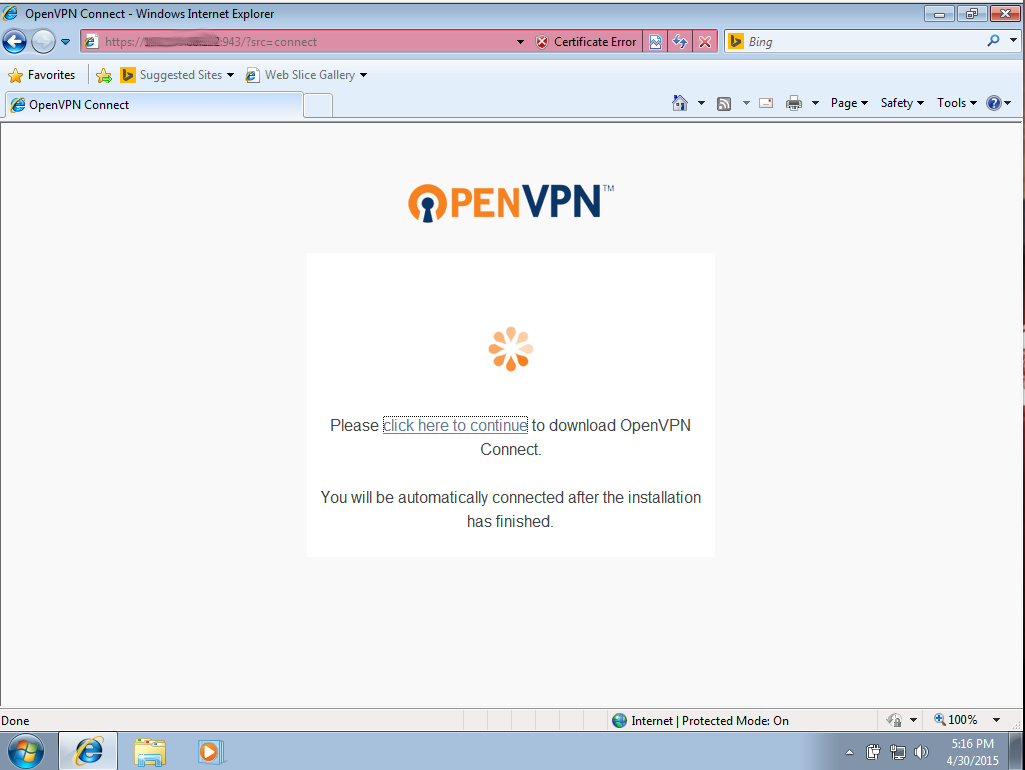 OpenVPN Connect - Windows Internet Explorer
https:// :943/?src=connect
Certificate Error
Bing
Favorites
Suggested Sites
Web Slice Gallery
OpenVPN Connect
Page
Safety
Tools
OPENVPN™
Please click here to continue to download OpenVPN
Connect.
You will be automatically connected after the installation
has finished.
Done
Internet | Protected Mode: On
100%
5:16 PM
4/30/2015